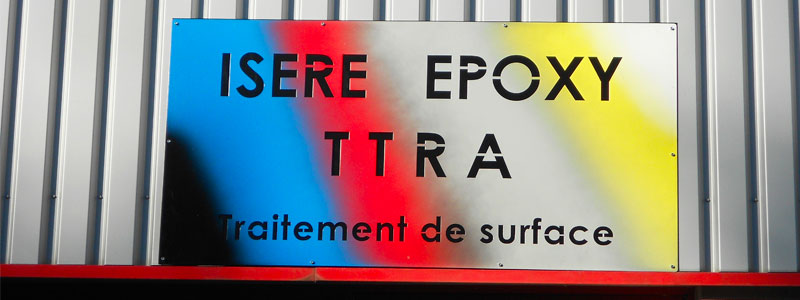 ISERE EPOXY
TTRA
Traitement de surface